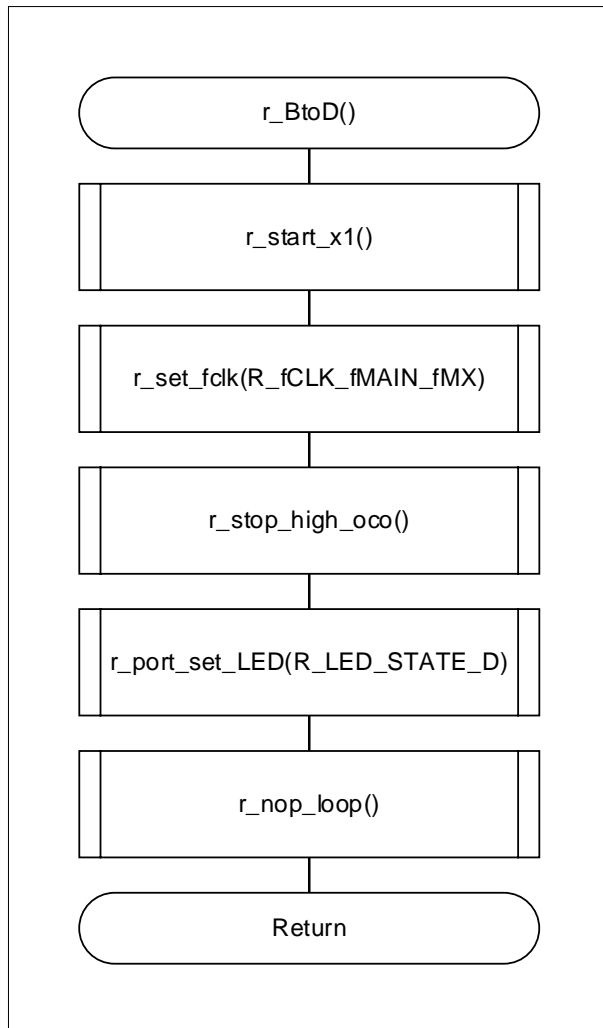 r_BtoD()
r_start_x1()
r_set_fclk(R_fCLK_fMAIN_fMX)
r_stop_high_oco()
r_port_set_LED(R_LED_STATE_D)
r_nop_loop()
Return